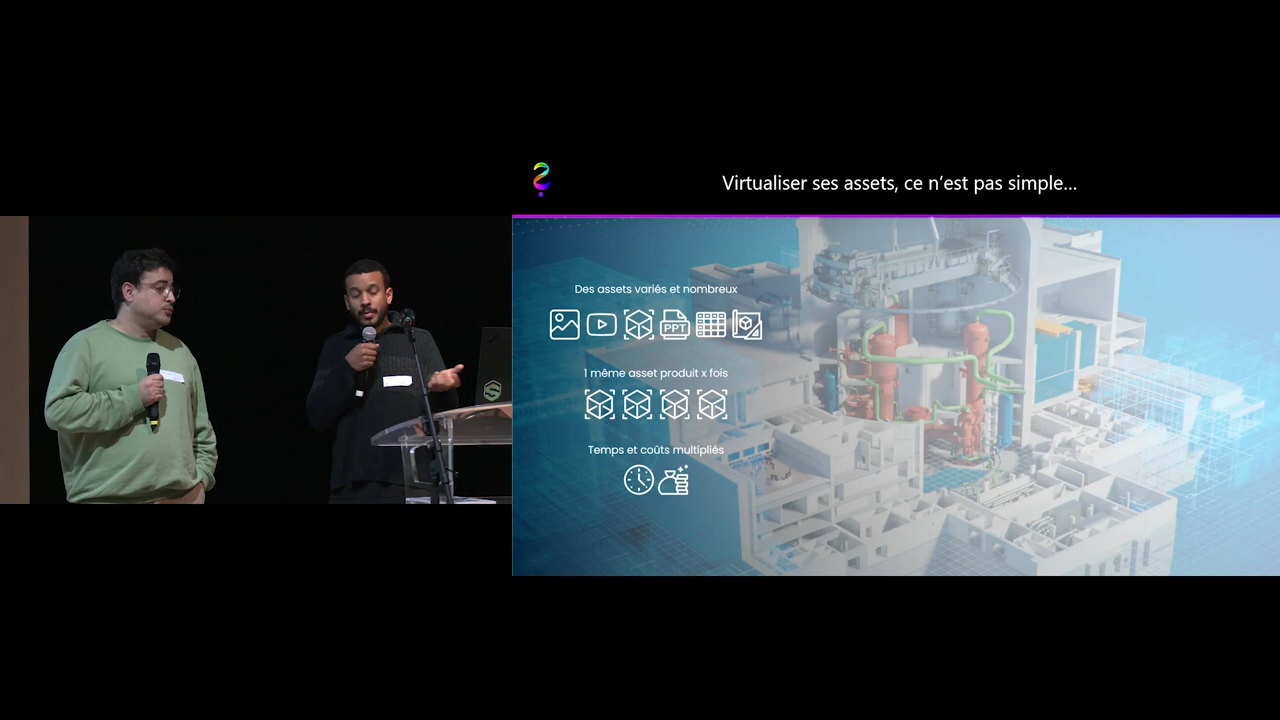 Virtualiser ses assets, ce n’est pas simple...
Des assets variés et nombreux
PPT
1 même asset produit x fois
Temps et coûts multipliés